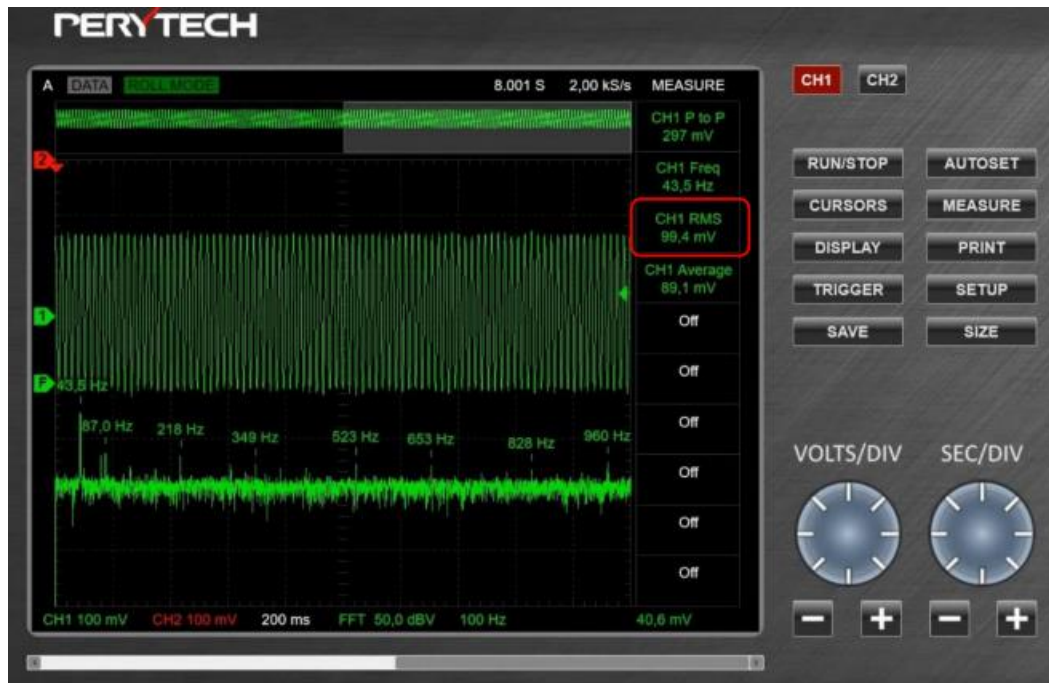 PERYTECH
A DATA ROLL MODE 8.001 S 2,00 kS/s MEASURE
CH1 CH2
CH1 P to P
297 mV
2
CH1 Freq
43,5 Hz
CH1 RMS
99,4 mV
CH1 Average
89,1 mV
1
Off
Off
Off
Off
Off
Off
F
43,5 Hz
87,0 Hz
218 Hz
349 Hz
523 Hz
653 Hz
828 Hz
960 Hz
CH1 100 mV CH2 100 mV 200 ms FFT 50,0 dBV 100 Hz 40,6 mV
RUN/STOP AUTOSET
CURSORS MEASURE
DISPLAY PRINT
TRIGGER SETUP
SAVE SIZE
VOLTS/DIV SEC/DIV
- + - +